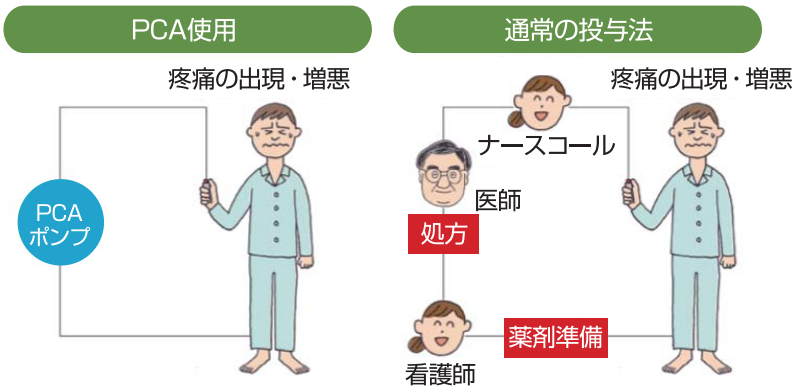 PCA使用
疼痛の出現・増悪
PCA
ポンプ
通常の投与法
疼痛の出現・増悪
ナースコール
医師
処方
看護師
薬剤準備